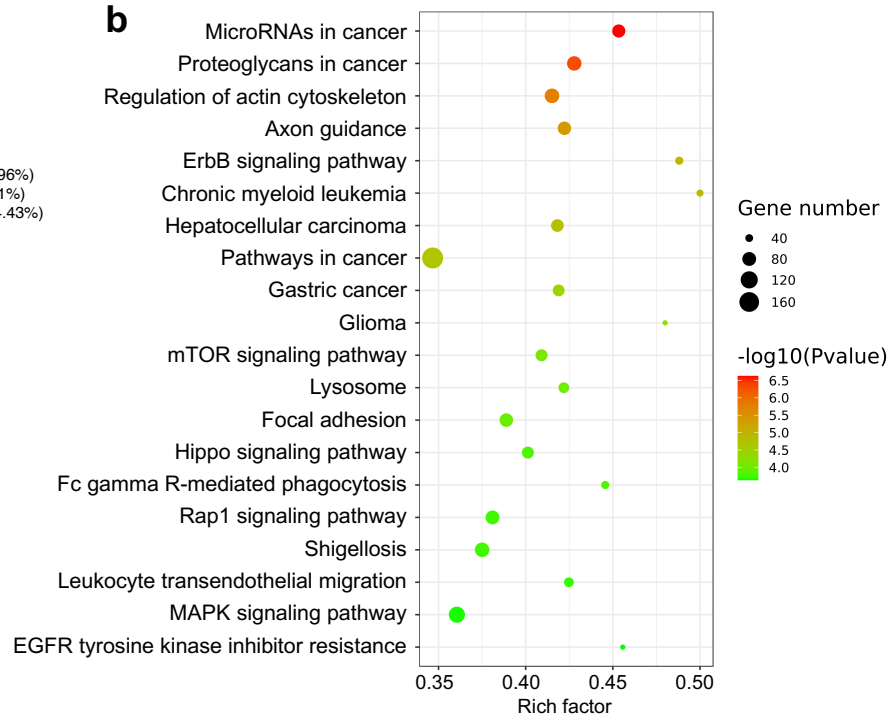 b
MicroRNAs in cancer
Proteoglycans in cancer
Regulation of actin cytoskeleton
Axon guidance
ErbB signaling pathway
Chronic myeloid leukemia
Hepatocellular carcinoma
Pathways in cancer
Gastric cancer
Glioma
mTOR signaling pathway
Lysosome
Focal adhesion
Hippo signaling pathway
Fc gamma R-mediated phagocytosis
Rap1 signaling pathway
Shigellosis
Leukocyte transendothelial migration
MAPK signaling pathway
EGFR tyrosine kinase inhibitor resistance
0.35 0.40 0.45 0.50
Rich factor
Gene number
40
80
120
160
-log10(Pvalue)
6.5
6.0
5.5
5.0
4.5
4.0
96%)
1%)
.43%)